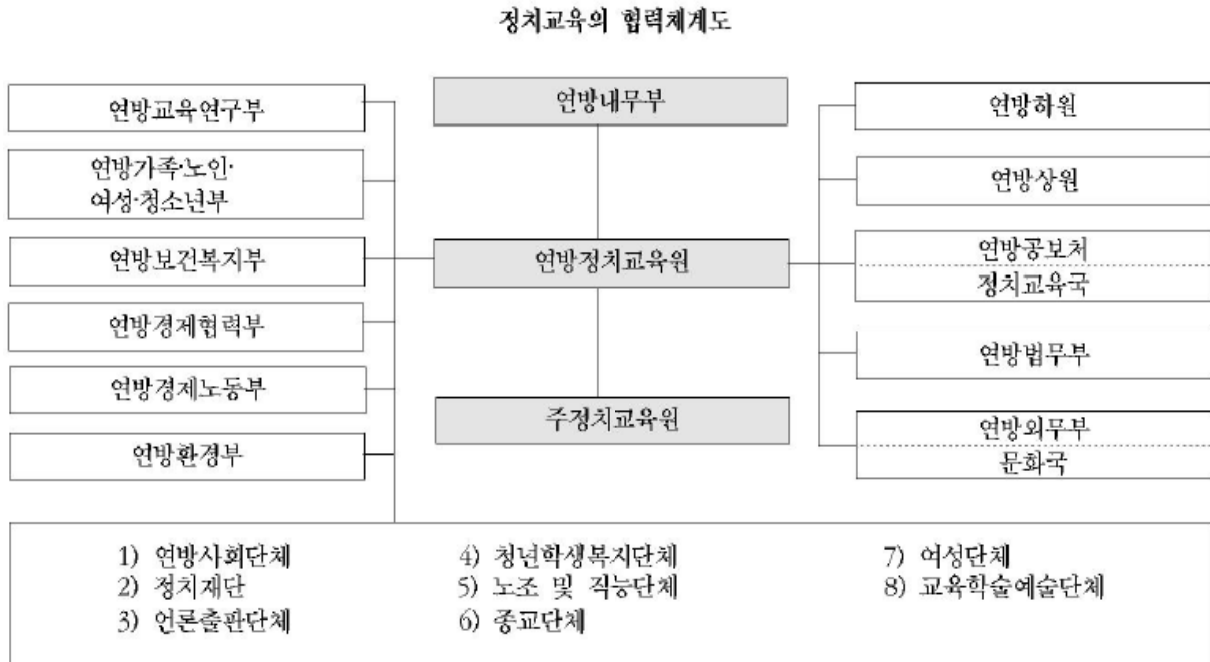 정치교육의 협력체계도
연방교육연구부
연방가족·노인·
여성·청소년부
연방보건복지부
연방경제협력부
연방경제노동부
연방환경부
연방내무부
연방정치교육원
주정치교육원
연방하원
연방상원
연방공보처
정치교육국
연방법무부
연방외무부
문화국
1) 연방사회단체
2) 정치재단
3) 언론출판단체
4) 청년학생복지단체
5) 노조 및 직능단체
6) 종교단체
7) 여성단체
8) 교육학술예술단체